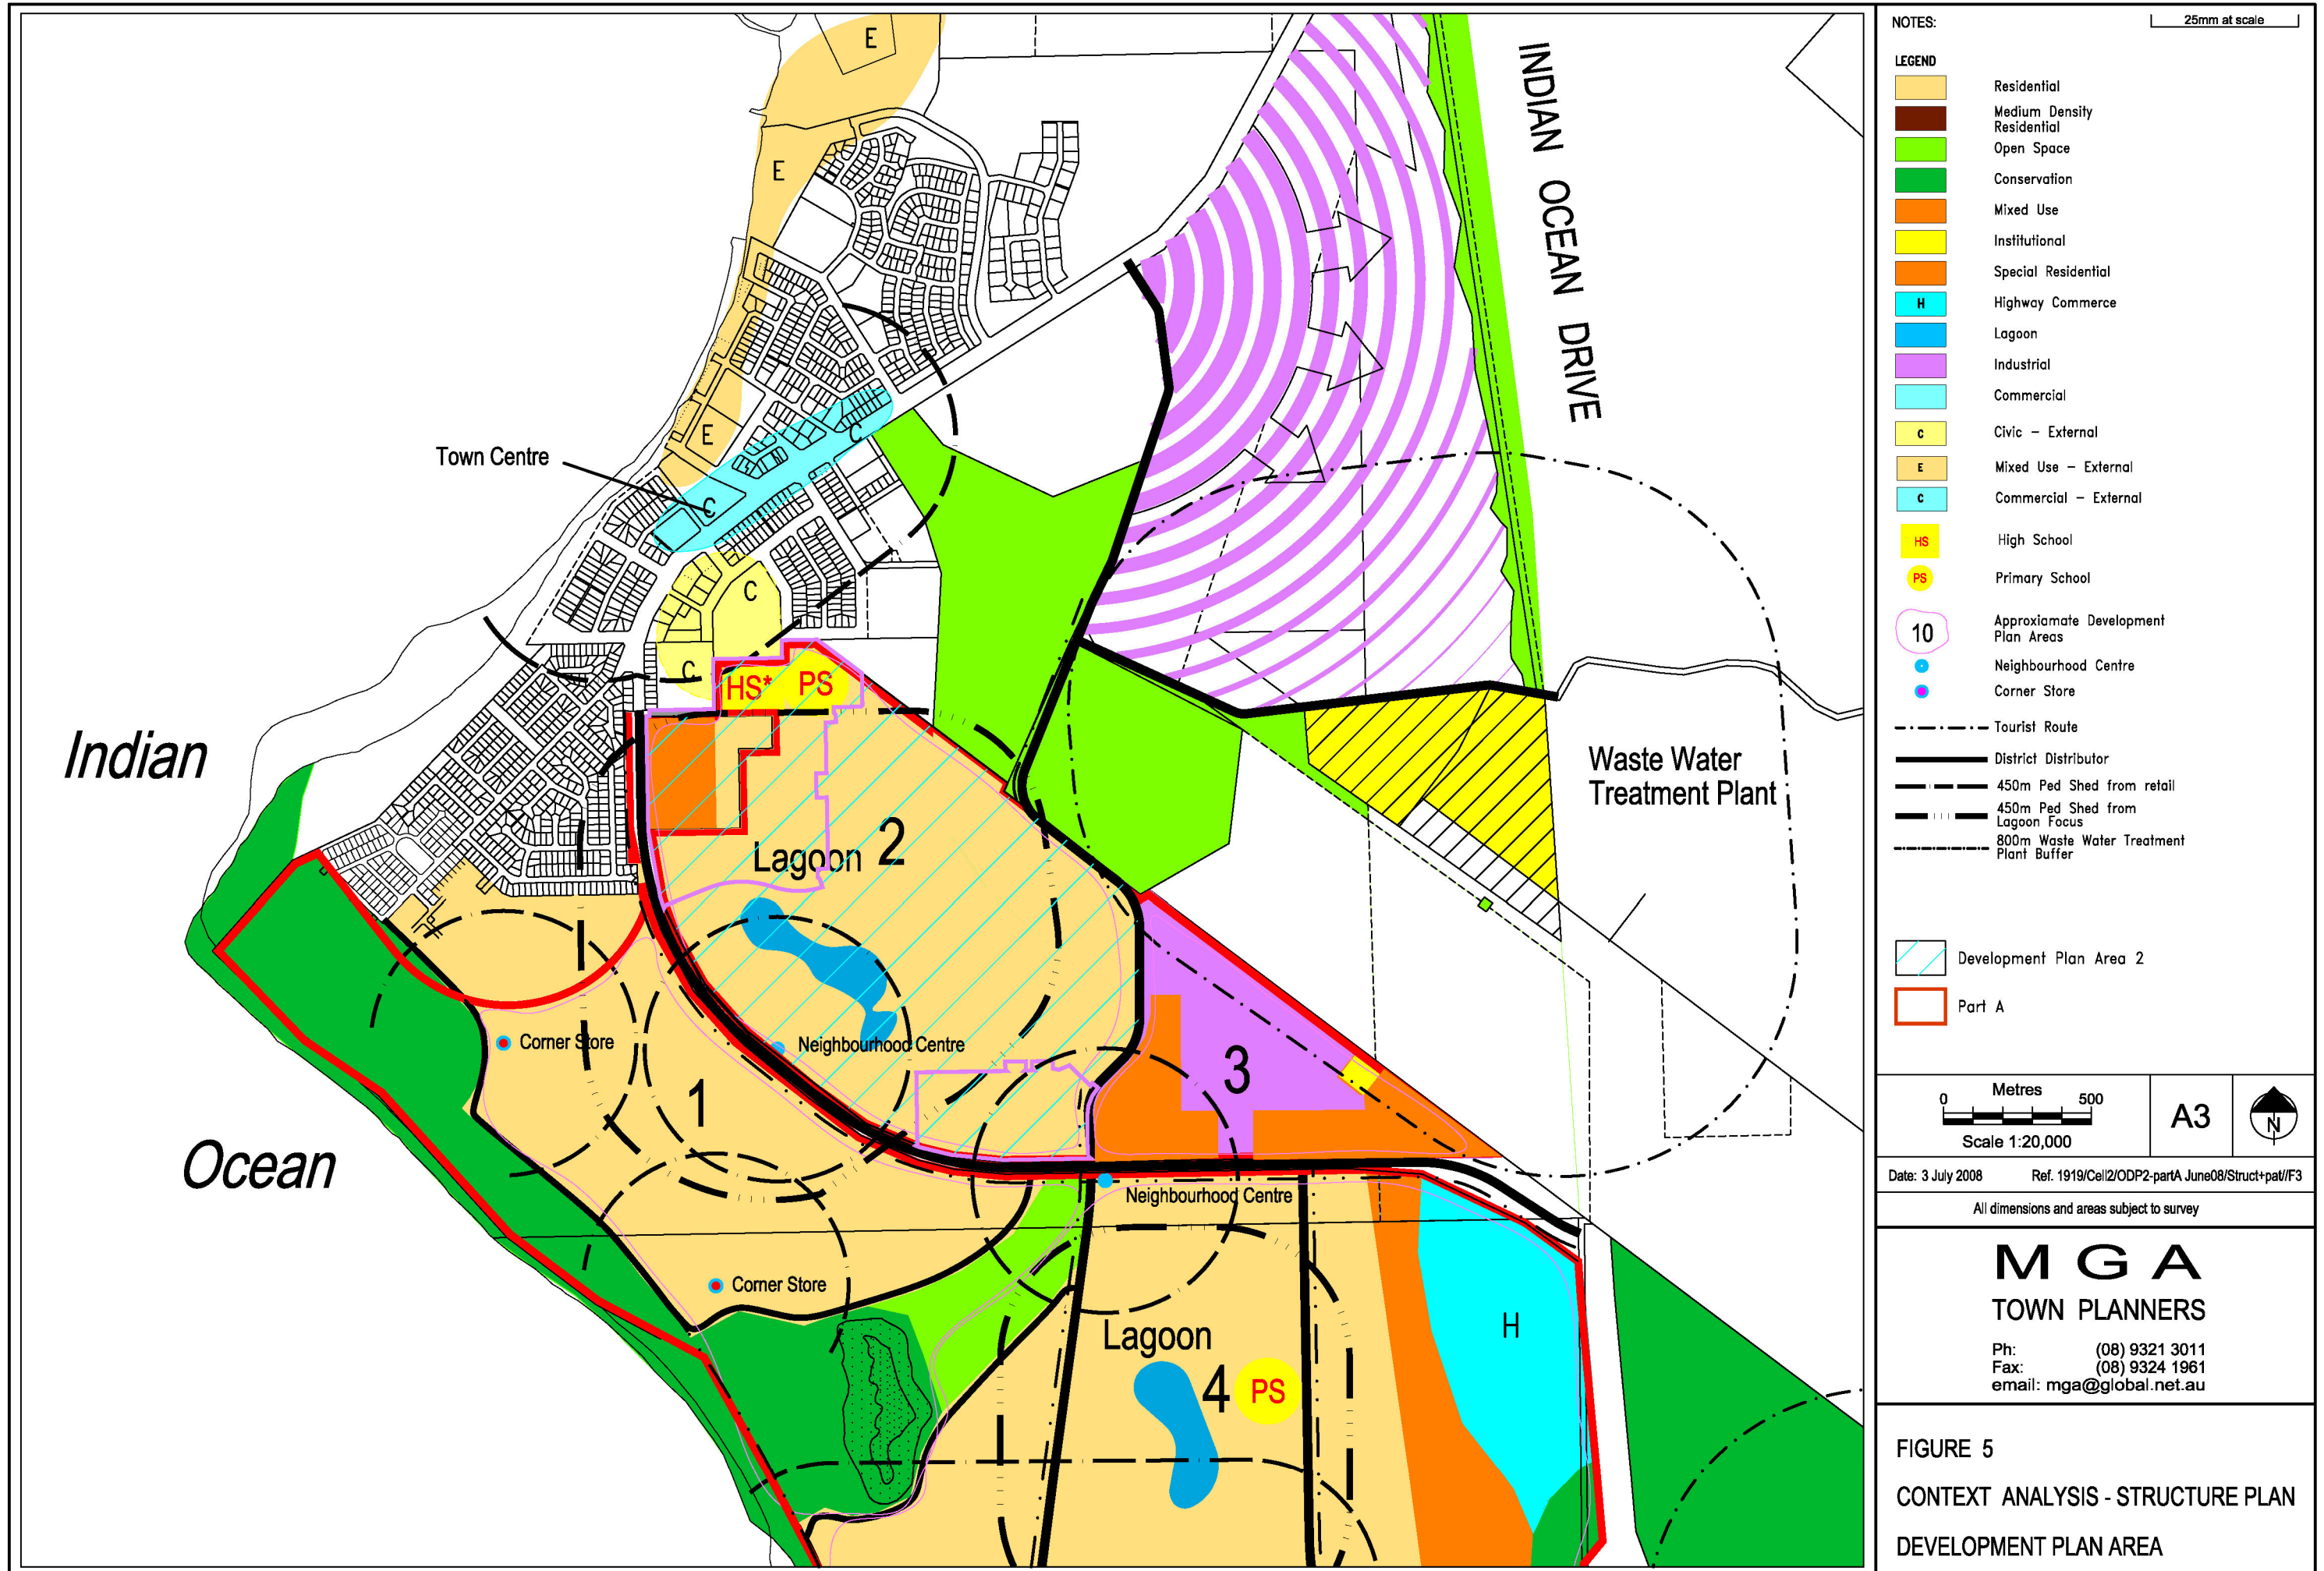 E
E
E
C
C
Town Centre
C
C
HS*
PS
INDIAN OCEAN DRIVE
Indian
Ocean
Waste Water
Treatment Plant
Lagoon
2
Corner Store
Neighbourhood Centre
1
3
Neighbourhood Centre
Corner Store
Lagoon
4
PS
H
NOTES:
25mm at scale
LEGEND
Residential
Medium Density
Residential
Open Space
Conservation
Mixed Use
Institutional
Special Residential
H
Highway Commerce
Lagoon
Industrial
Commercial
C
Civic – External
E
Mixed Use – External
C
Commercial – External
HS
High School
PS
Primary School
10
Approxiamate Development
Plan Areas
Neighbourhood Centre
Corner Store
Tourist Route
District Distributor
450m Ped Shed from retail
450m Ped Shed from
Lagoon Focus
800m Waste Water Treatment
Plant Buffer
Development Plan Area 2
Part A
Metres
0 500
Scale 1:20,000
A3
N
Date: 3 July 2008 Ref. 1919/Cell2/ODP2-partA June08/Struct+pat//F3
All dimensions and areas subject to survey
M G A
TOWN PLANNERS
Ph: (08) 9321 3011
Fax: (08) 9324 1961
email: mga@global.net.au
FIGURE 5
CONTEXT ANALYSIS - STRUCTURE PLAN
DEVELOPMENT PLAN AREA